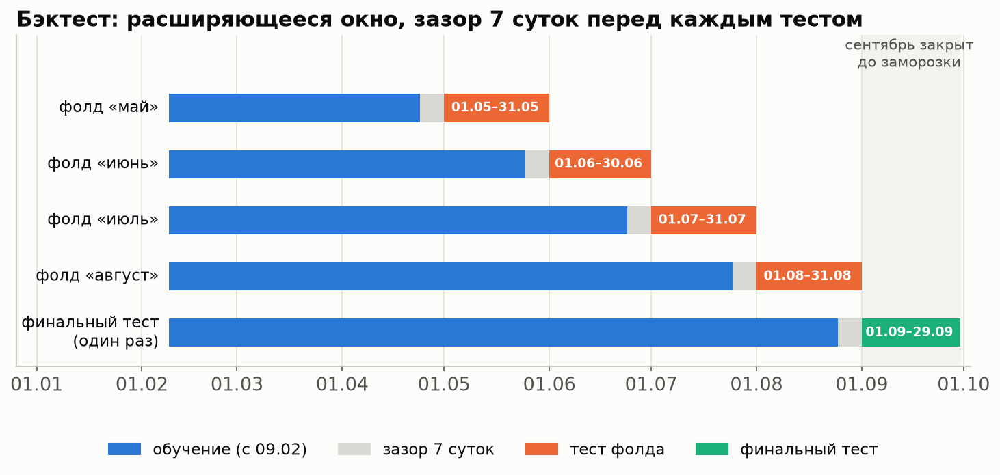 Бэктест: расширяющееся окно, зазор 7 суток перед каждым тестом
сентябрь закрыт
до заморозки
фолд «май»
01.05–31.05
фолд «июнь»
01.06–30.06
фолд «июль»
01.07–31.07
фолд «август»
01.08–31.08
финальный тест
(один раз)
01.09–29.09
01.01 01.02 01.03 01.04 01.05 01.06 01.07 01.08 01.09 01.10
обучение (с 09.02) зазор 7 суток тест фолда финальный тест